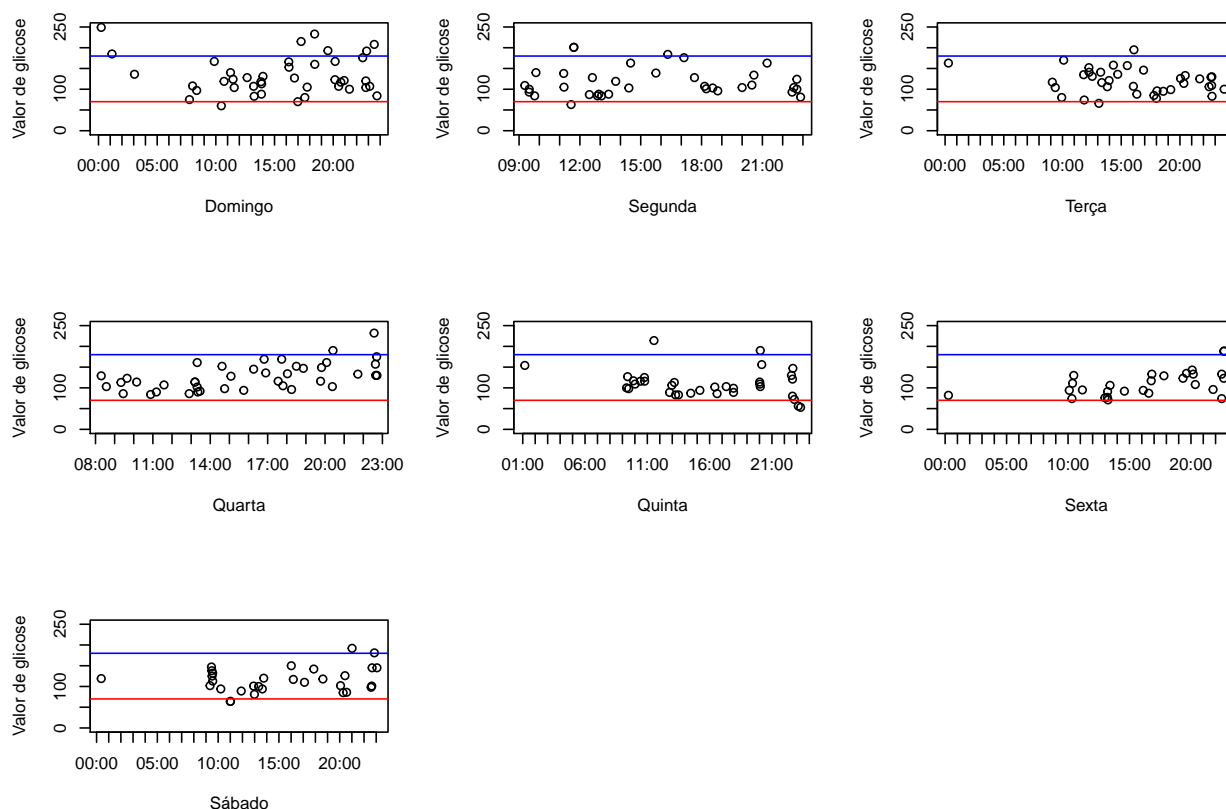 Valor de glicose
0 100 250
00:00 05:00 10:00 15:00 20:00
Domingo
Valor de glicose
0 100 250
09:00 12:00 15:00 18:00 21:00
Segunda
Valor de glicose
0 100 250
00:00 05:00 10:00 15:00 20:00
Terça
Valor de glicose
0 100 250
08:00 11:00 14:00 17:00 20:00 23:00
Quarta
Valor de glicose
0 100 250
01:00 06:00 11:00 16:00 21:00
Quinta
Valor de glicose
0 100 250
00:00 05:00 10:00 15:00 20:00
Sexta
Valor de glicose
0 100 250
00:00 05:00 10:00 15:00 20:00
Sábado